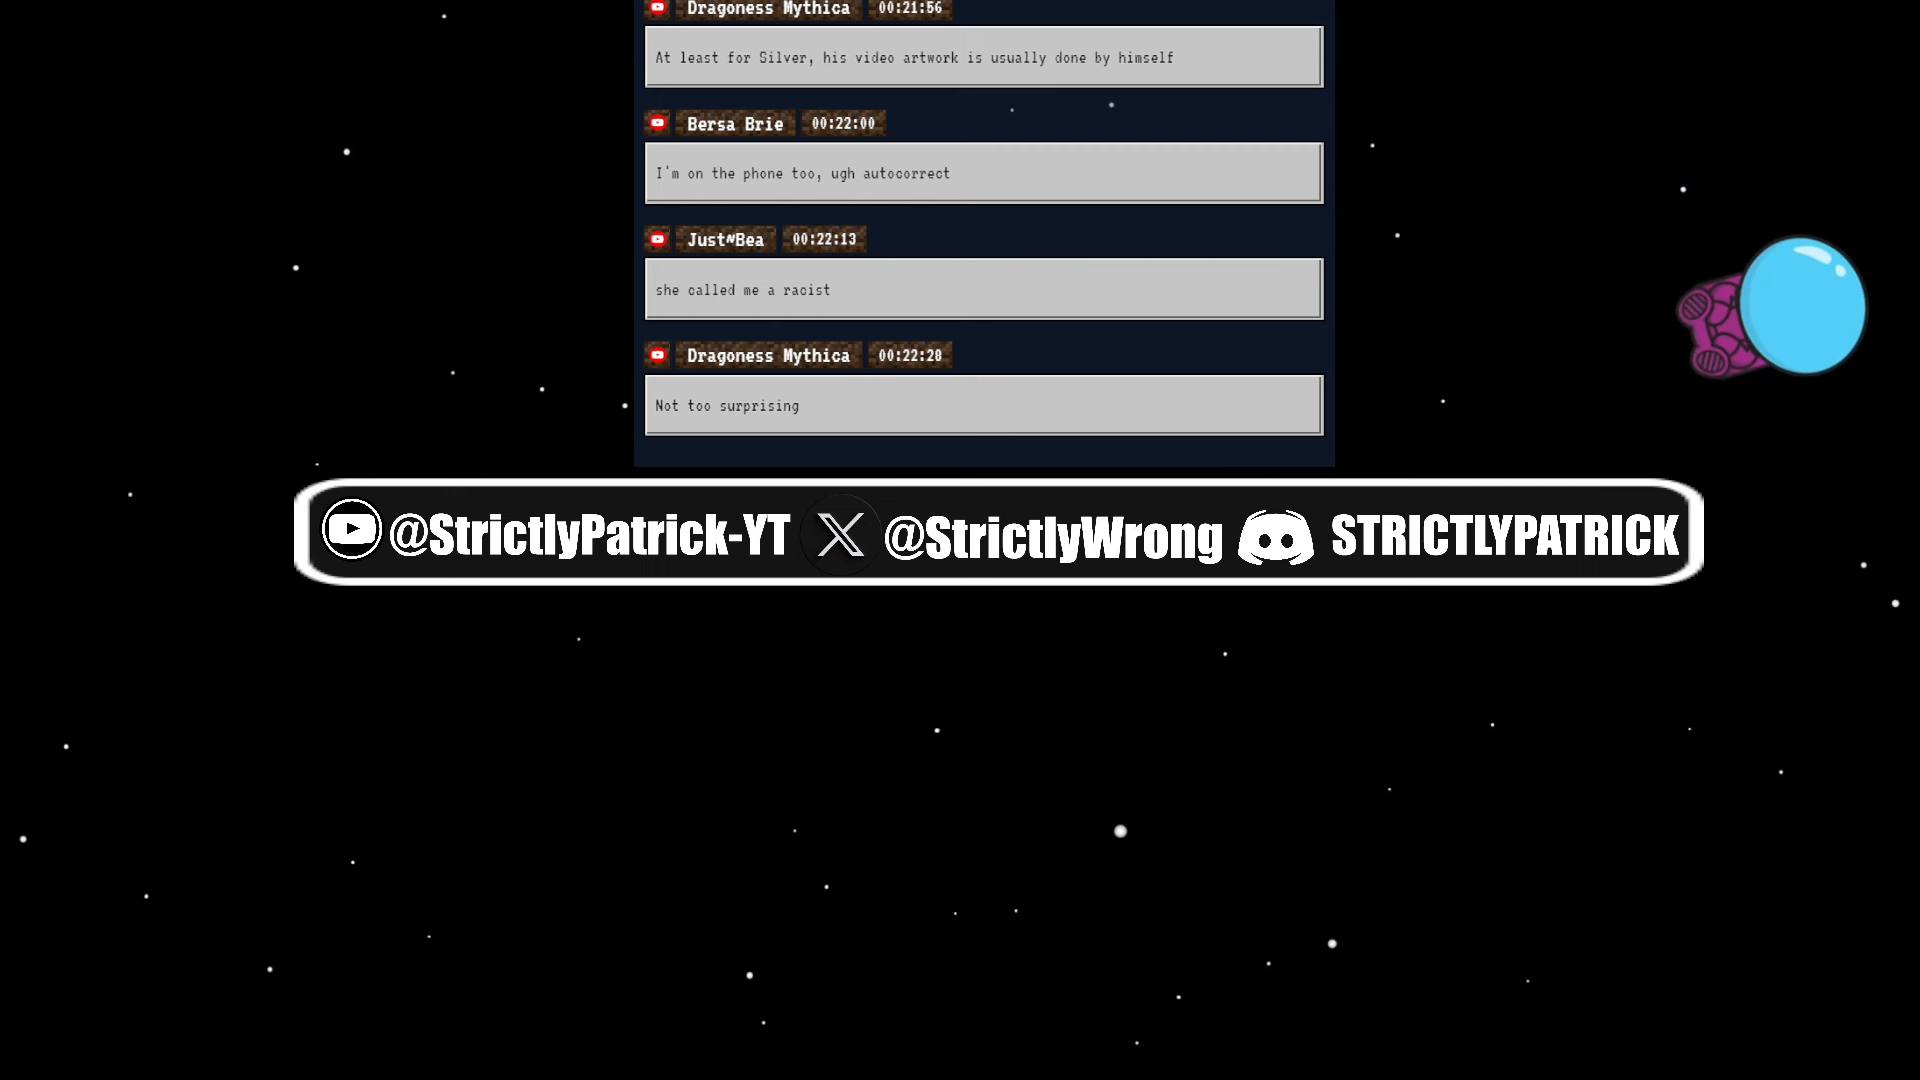 Dragoness Mythica 00:21:56
At least for Silver, his video artwork is usually done by himself
Bersa Brie 00:22:00
I'm on the phone too, ugh autocorrect
Just~Bea 00:22:13
she called me a racist
Dragoness Mythica 00:22:28
Not too surprising
@StrictlyPatrick-YT @StrictlyWrong STRICTLYPATRICK